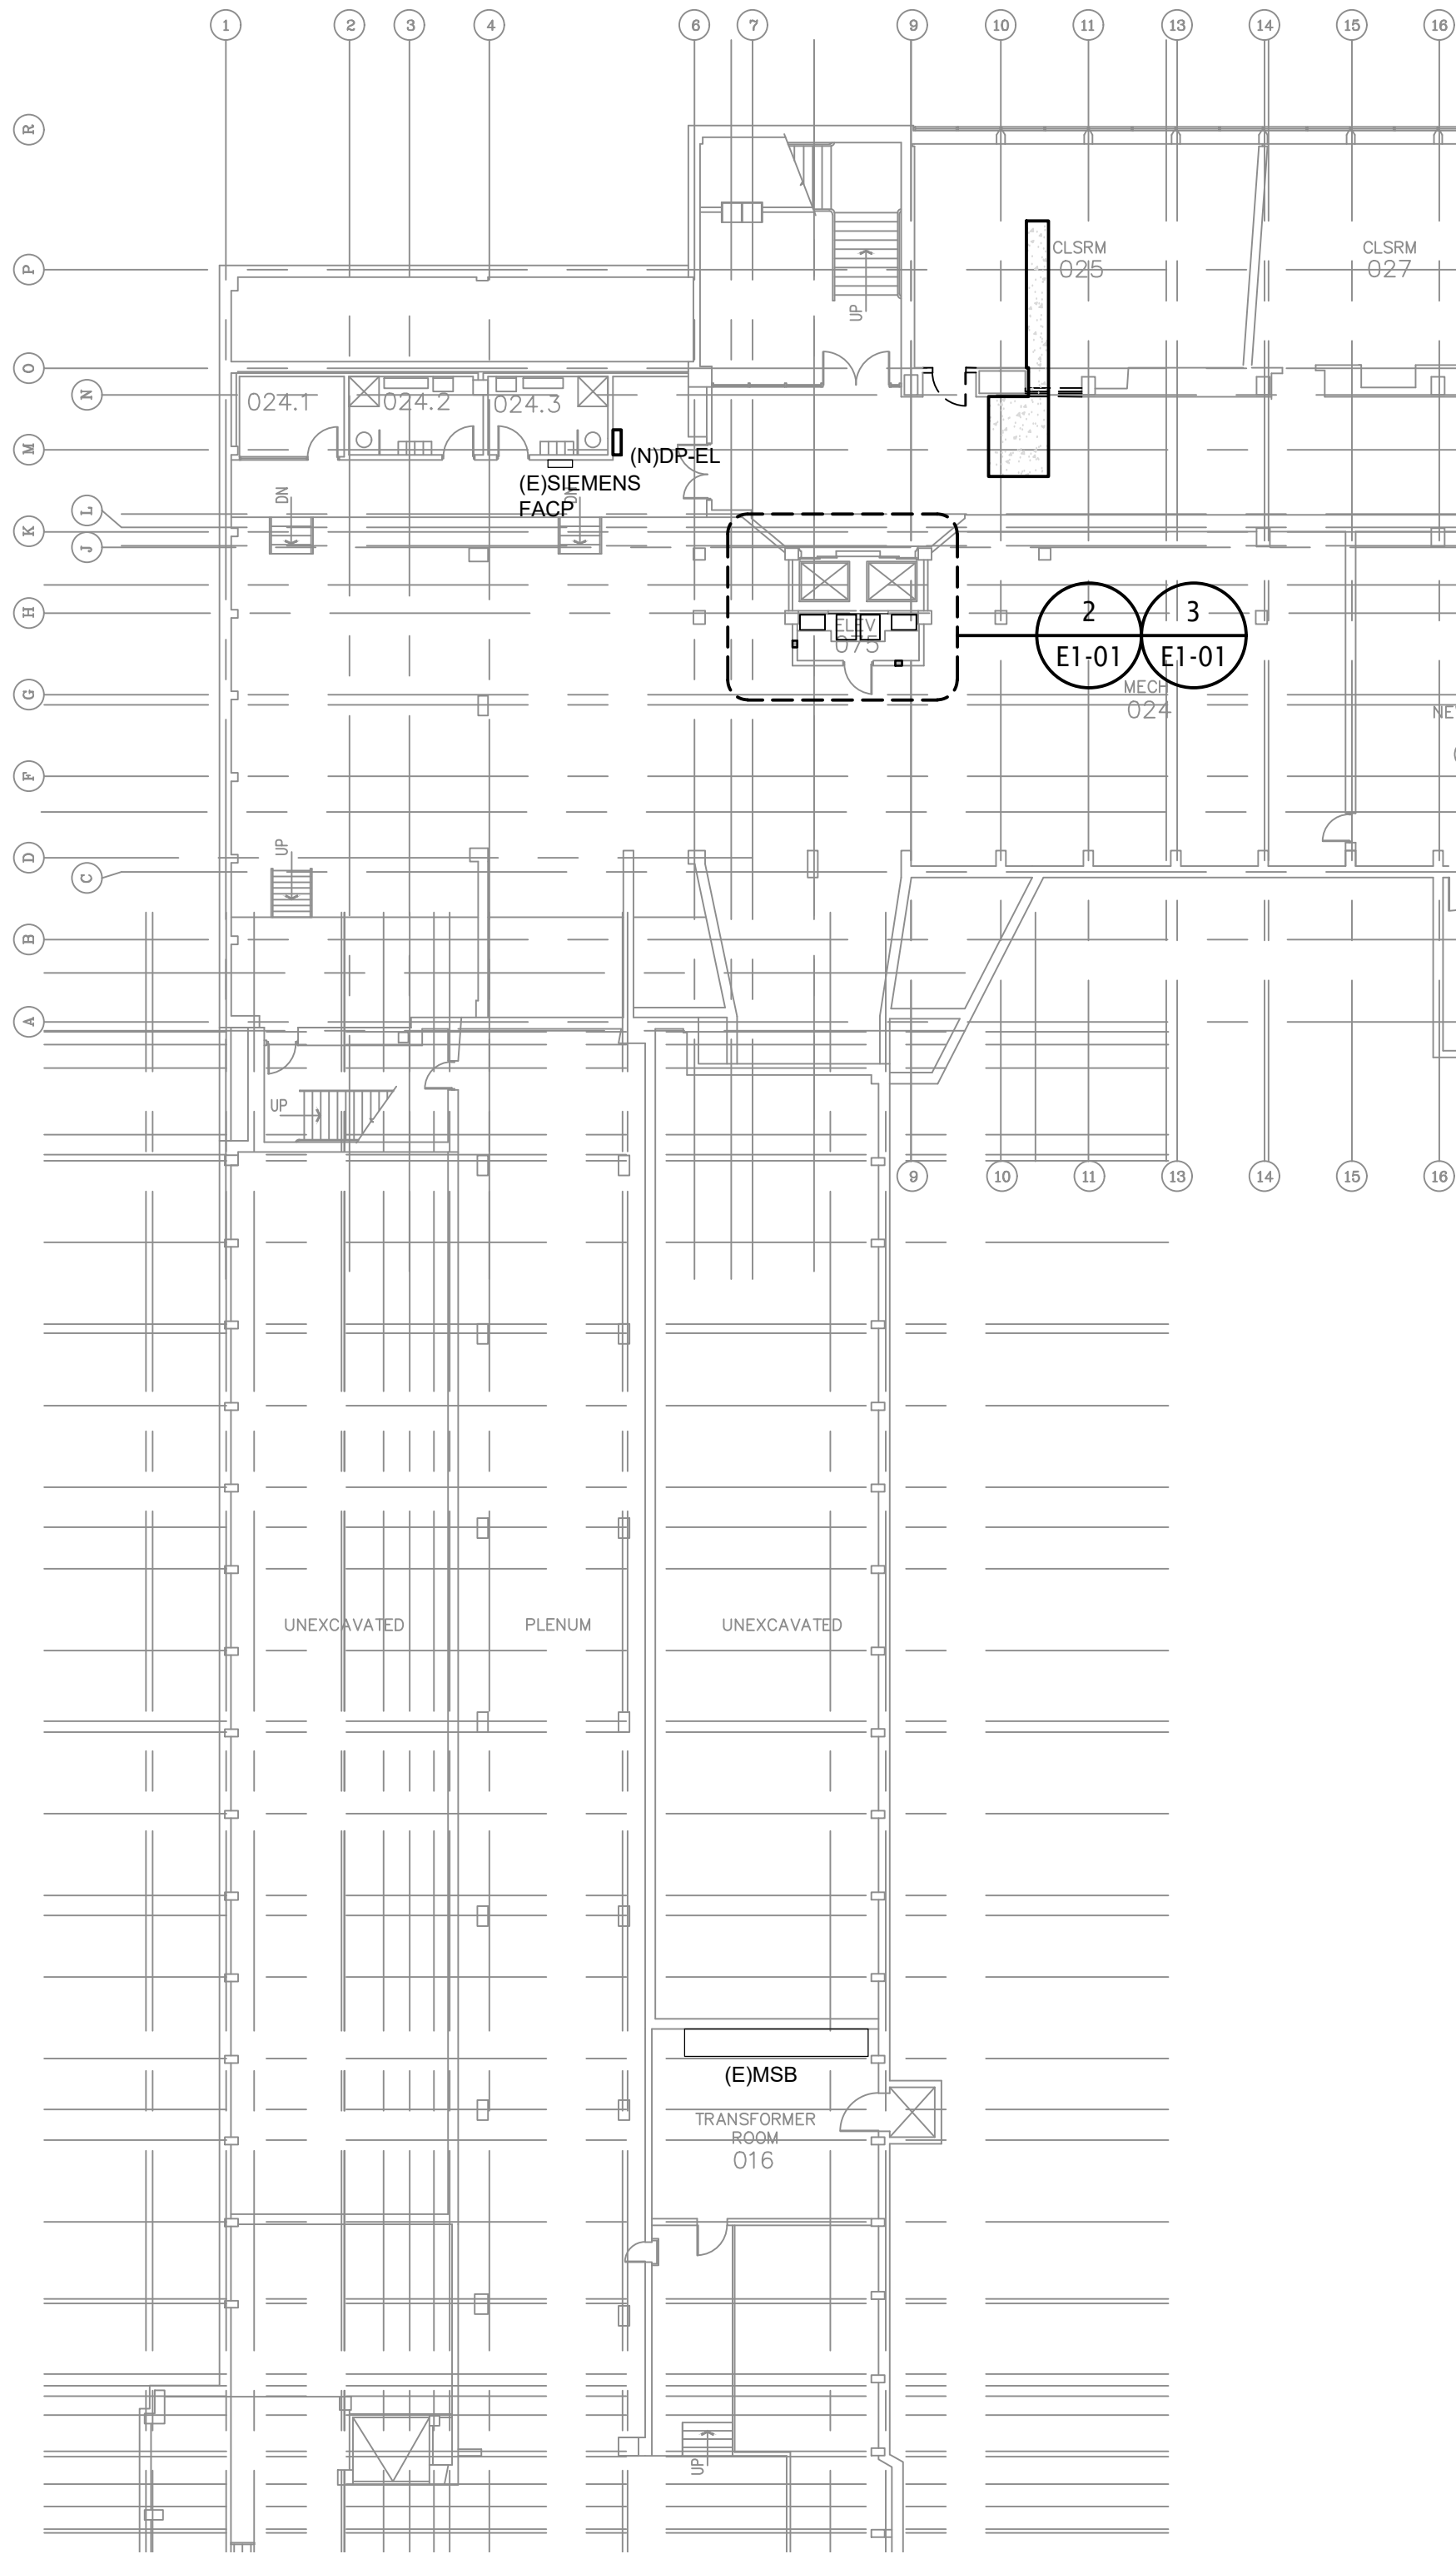 1 2 3 4 6 7 9 10 11 13 14 15 16
R
CLSRM
025
CLSRM
027
P
UP
O
N
024.1 024.2 024.3
M
(N)DP-EL
(E)SIEMENS
FACP
DN
DN
L
K
J
H
ELEV
075
2
E1-01
3
E1-01
G
MECH
024
F
D
UP
C
B
A
UP
9 10 11 13 14 15 16
UNEXCAVATED PLENUM UNEXCAVATED
(E)MSB
TRANSFORMER
ROOM
016
UP